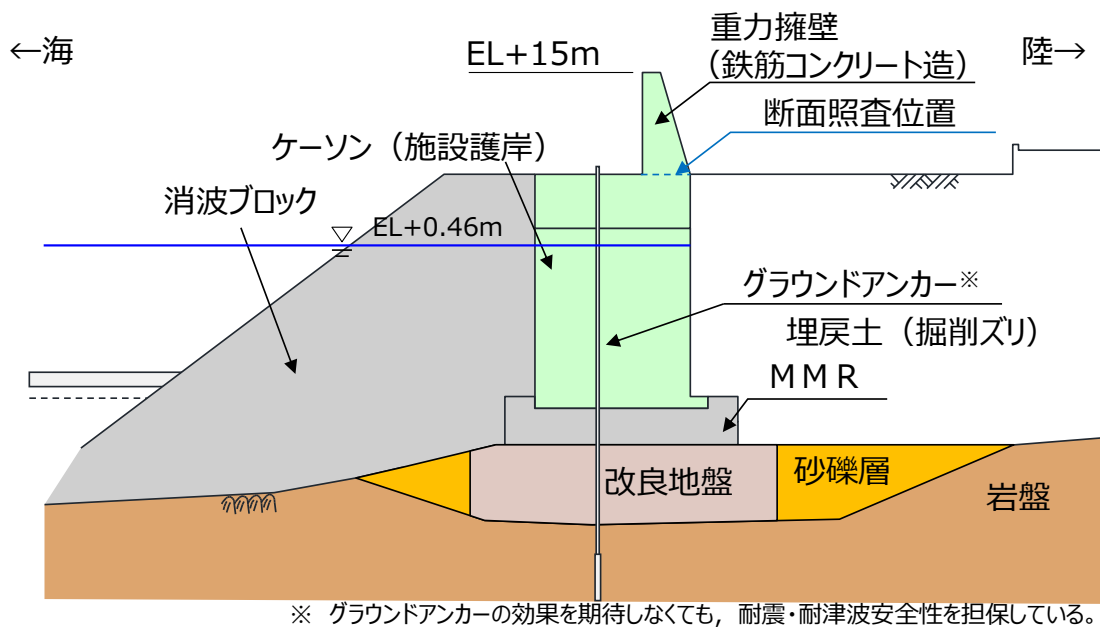 ←海
重力擁壁
(鉄筋コンクリート造)
陸→
EL+15m
断面照査位置
ケーソン（施設護岸）
消波ブロック
EL+0.46m
グラウンドアンカー※
埋戻土（掘削ズリ）
ＭＭＲ
改良地盤
砂礫層
岩盤
※ グラウンドアンカーの効果を期待しなくても，耐震・耐津波安全性を担保している。